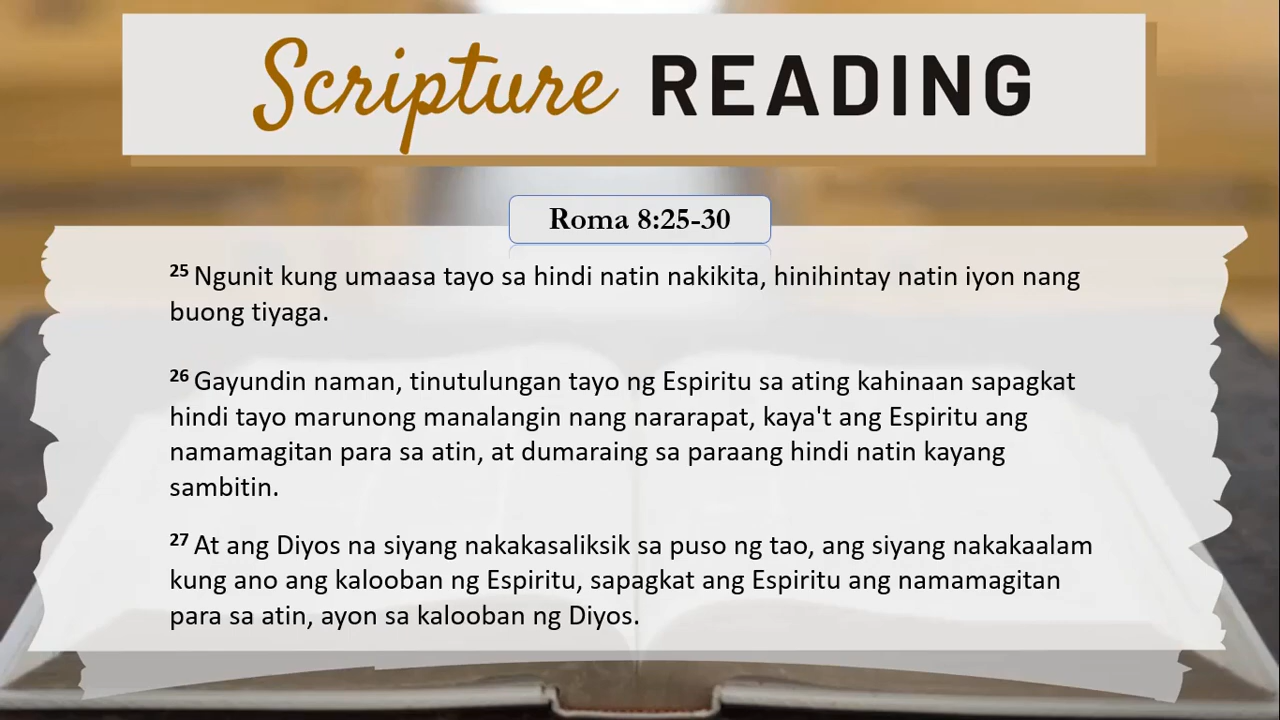 Scripture READING
Roma 8:25-30
25 Ngunit kung umaasa tayo sa hindi natin nakikita, hinihintay natin iyon nang
buong tiyaga.
26 Gayundin naman, tinutulungan tayo ng Espiritu sa ating kahinaan sapagkat
hindi tayo marunong manalangin nang nararapat, kaya't ang Espiritu ang
namamagitan para sa atin, at dumaraing sa paraang hindi natin kayang
sambitin.
27 At ang Diyos na siyang nakakasaliksik sa puso ng tao, ang siyang nakakaalam
kung ano ang kalooban ng Espiritu, sapagkat ang Espiritu ang namamagitan
para sa atin, ayon sa kalooban ng Diyos.